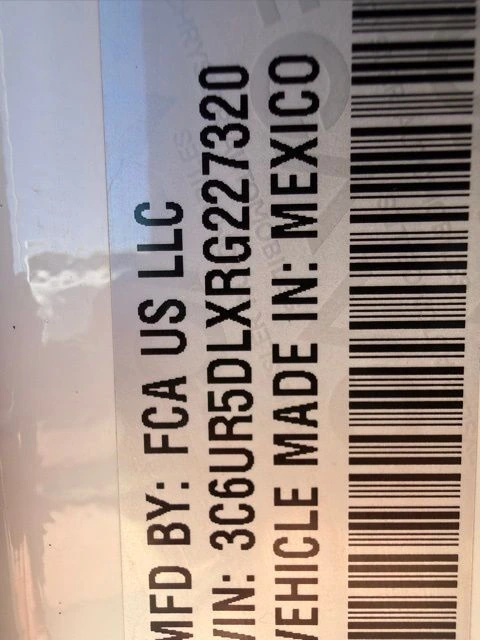 MFD BY: FCA US LLC
VIN: 3C6UR5DLXRG227320
VEHICLE MADE IN: MEXICO